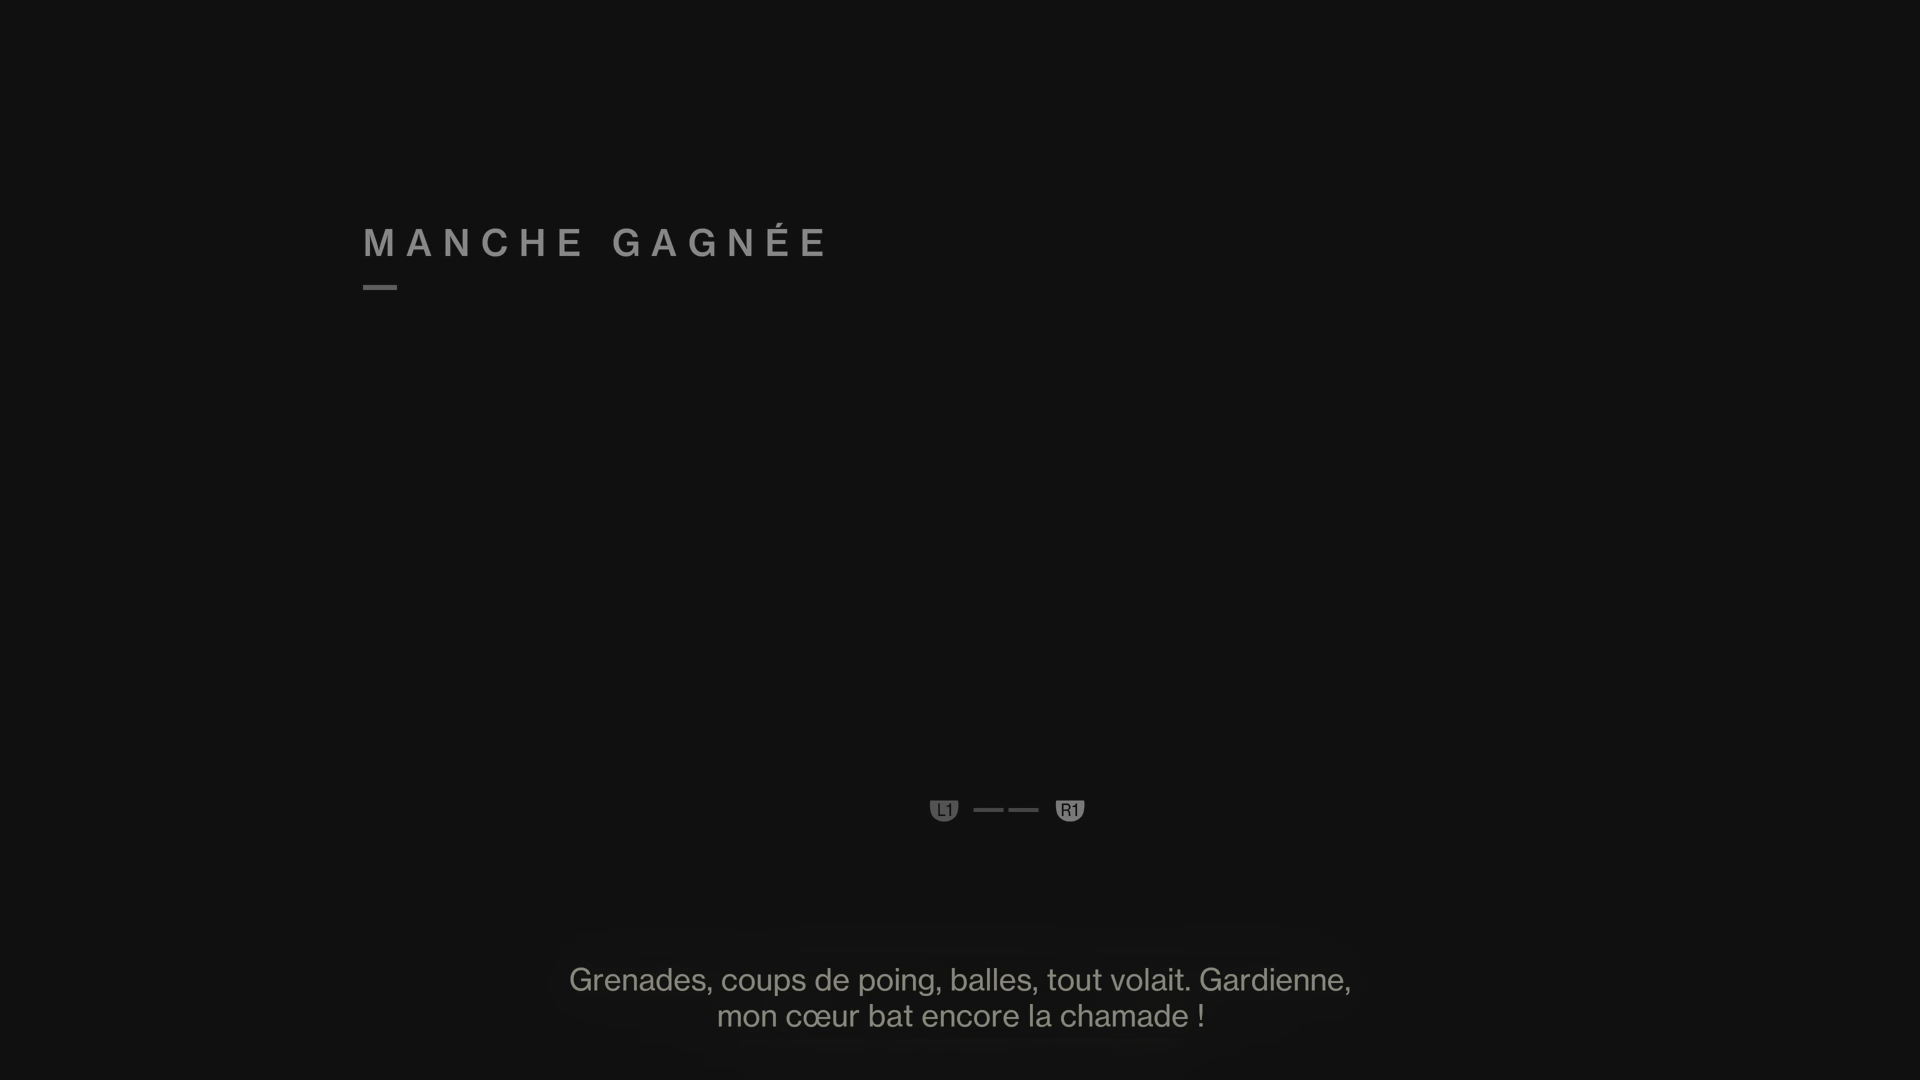 MANCHE GAGNÉE
L1 R1
Grenades, coups de poing, balles, tout volait. Gardienne,
mon cœur bat encore la chamade !